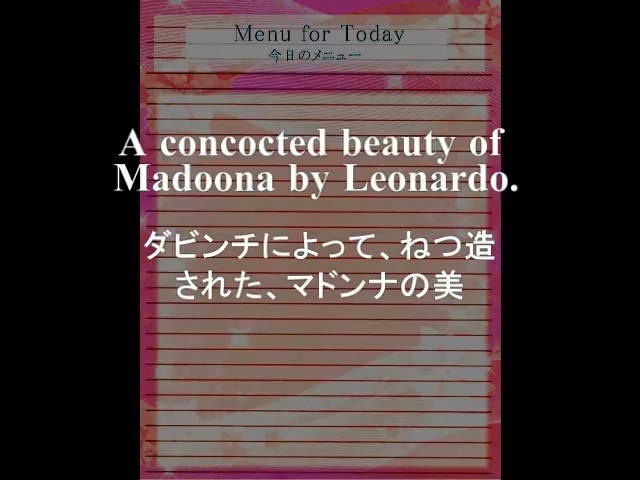 Menu for Today
今日のメニュー
A concocted beauty of
Madoona by Leonardo.
ダビンチによって、ねつ造
された、マドンナの美